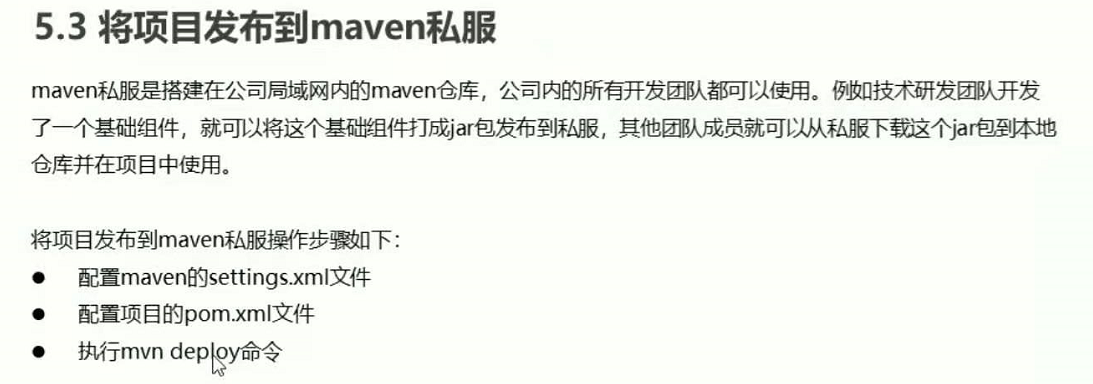 5.3 将项目发布到maven私服
maven私服是搭建在公司局域网内的maven仓库，公司内的所有开发团队都可以使用。例如技术研发团队开发
了一个基础组件，就可以将这个基础组件打成jar包发布到私服，其他团队成员就可以从私服下载这个jar包到本地
仓库并在项目中使用。
将项目发布到maven私服操作步骤如下：
● 配置maven的settings.xml文件
● 配置项目的pom.xml文件
● 执行mvn deploy命令